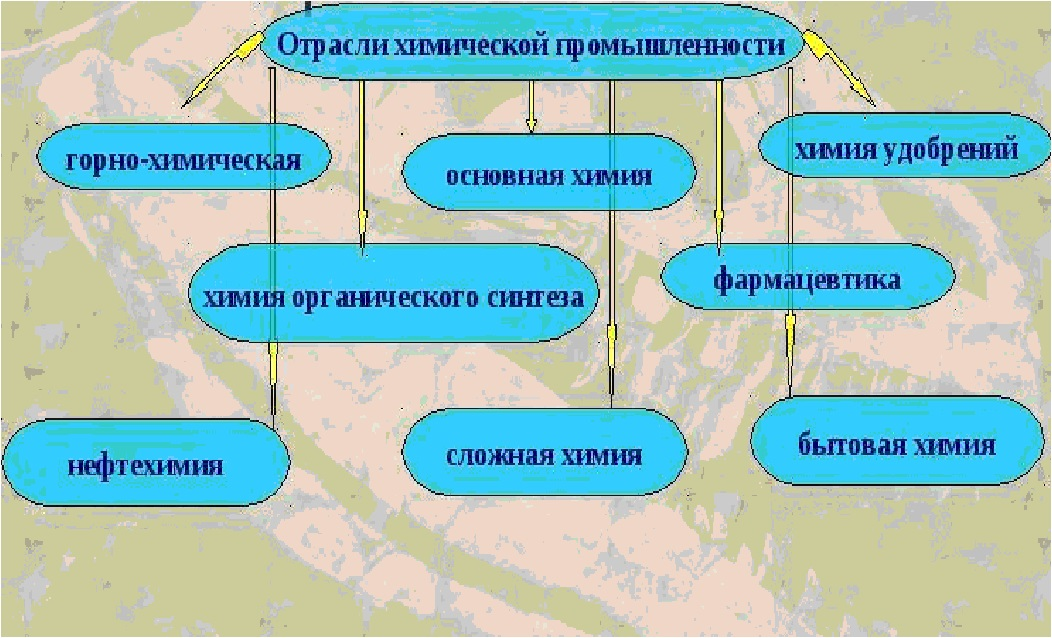 Отрасли химической промышленности
горно-химическая
основная химия
химия удобрений
химия органического синтеза
фармацевтика
нефтехимия
сложная химия
бытовая химия